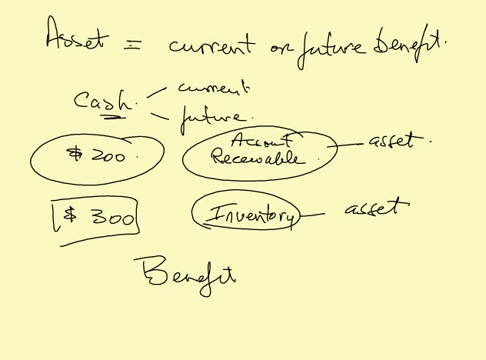 Asset = current or future benefit.
Cash. current
future.
$ 200. Account Receivable. asset.
$ 300 Inventory asset
Benefit